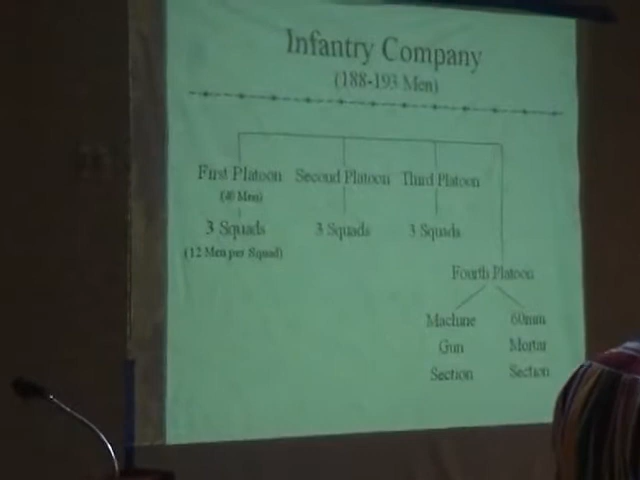 Infantry Company
(188-193 Men)
First Platoon
Second Platoon
Third Platoon
(40 Men)
3 Squads
3 Squads
3 Squads
(12 Men per Squad)
Fourth Platoon
Machine
Gun
Section
60mm
Mortar
Section